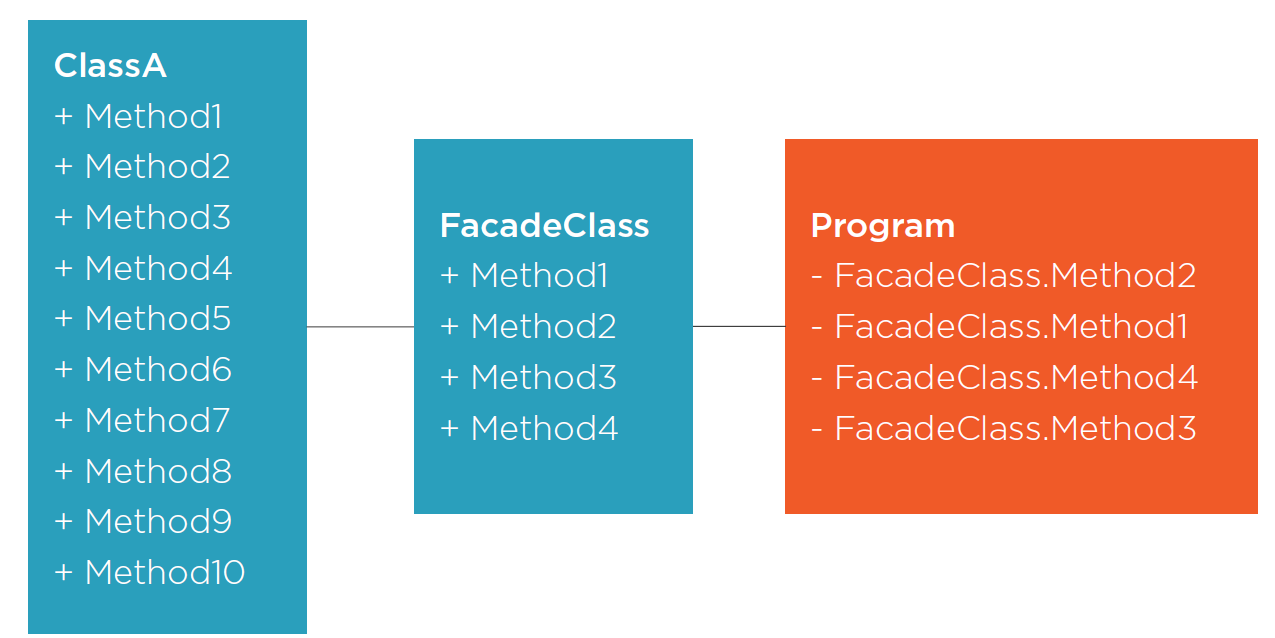 ClassA
+ Method1
+ Method2
+ Method3
+ Method4
+ Method5
+ Method6
+ Method7
+ Method8
+ Method9
+ Method10
FacadeClass
+ Method1
+ Method2
+ Method3
+ Method4
Program
- FacadeClass.Method2
- FacadeClass.Method1
- FacadeClass.Method4
- FacadeClass.Method3